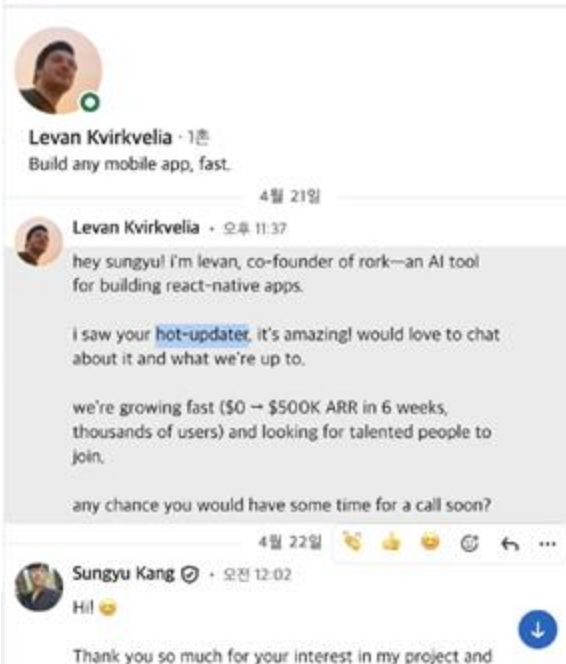 Levan Kvirkvelia · 1촌
Build any mobile app, fast.
4월 21일
Levan Kvirkvelia · 오후 11:37
hey sungyu! i'm levan, co-founder of rork—an AI tool
for building react-native apps.
i saw your hot-updater, it's amazing! would love to chat
about it and what we're up to.
we're growing fast ($0 → $500K ARR in 6 weeks,
thousands of users) and looking for talented people to
join.
any chance you would have some time for a call soon?
4월 22일
Sungyu Kang · 오전 12:02
Hi! 😊
Thank you so much for your interest in my project and